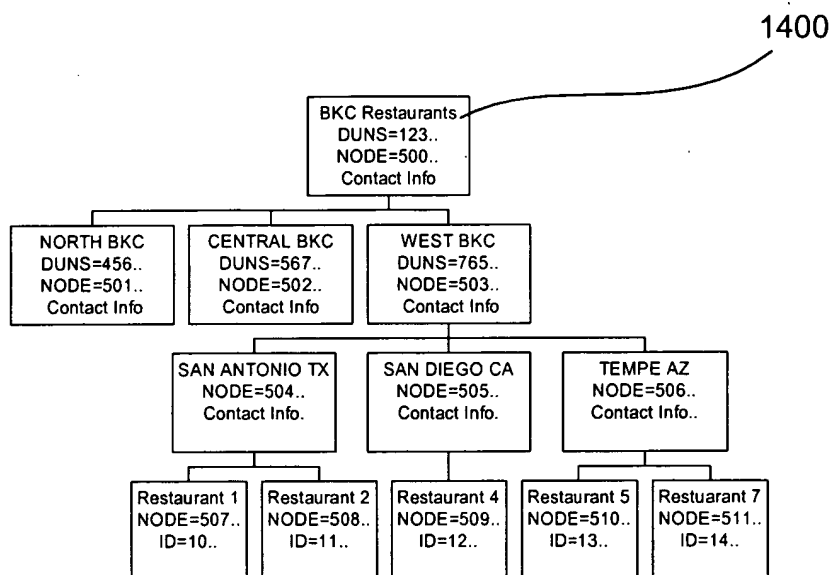 1400
BKC Restaurants
DUNS=123..
NODE=500..
Contact Info
NORTH BKC
DUNS=456..
NODE=501..
Contact Info
CENTRAL BKC
DUNS=567..
NODE=502..
Contact Info
WEST BKC
DUNS=765..
NODE=503..
Contact Info
SAN ANTONIO TX
NODE=504..
Contact Info.
SAN DIEGO CA
NODE=505..
Contact Info.
TEMPE AZ
NODE=506..
Contact Info..
Restaurant 1
NODE=507..
ID=10..
Restaurant 2
NODE=508..
ID=11..
Restaurant 4
NODE=509..
ID=12..
Restaurant 5
NODE=510..
ID=13..
Restuarant 7
NODE=511..
ID=14..